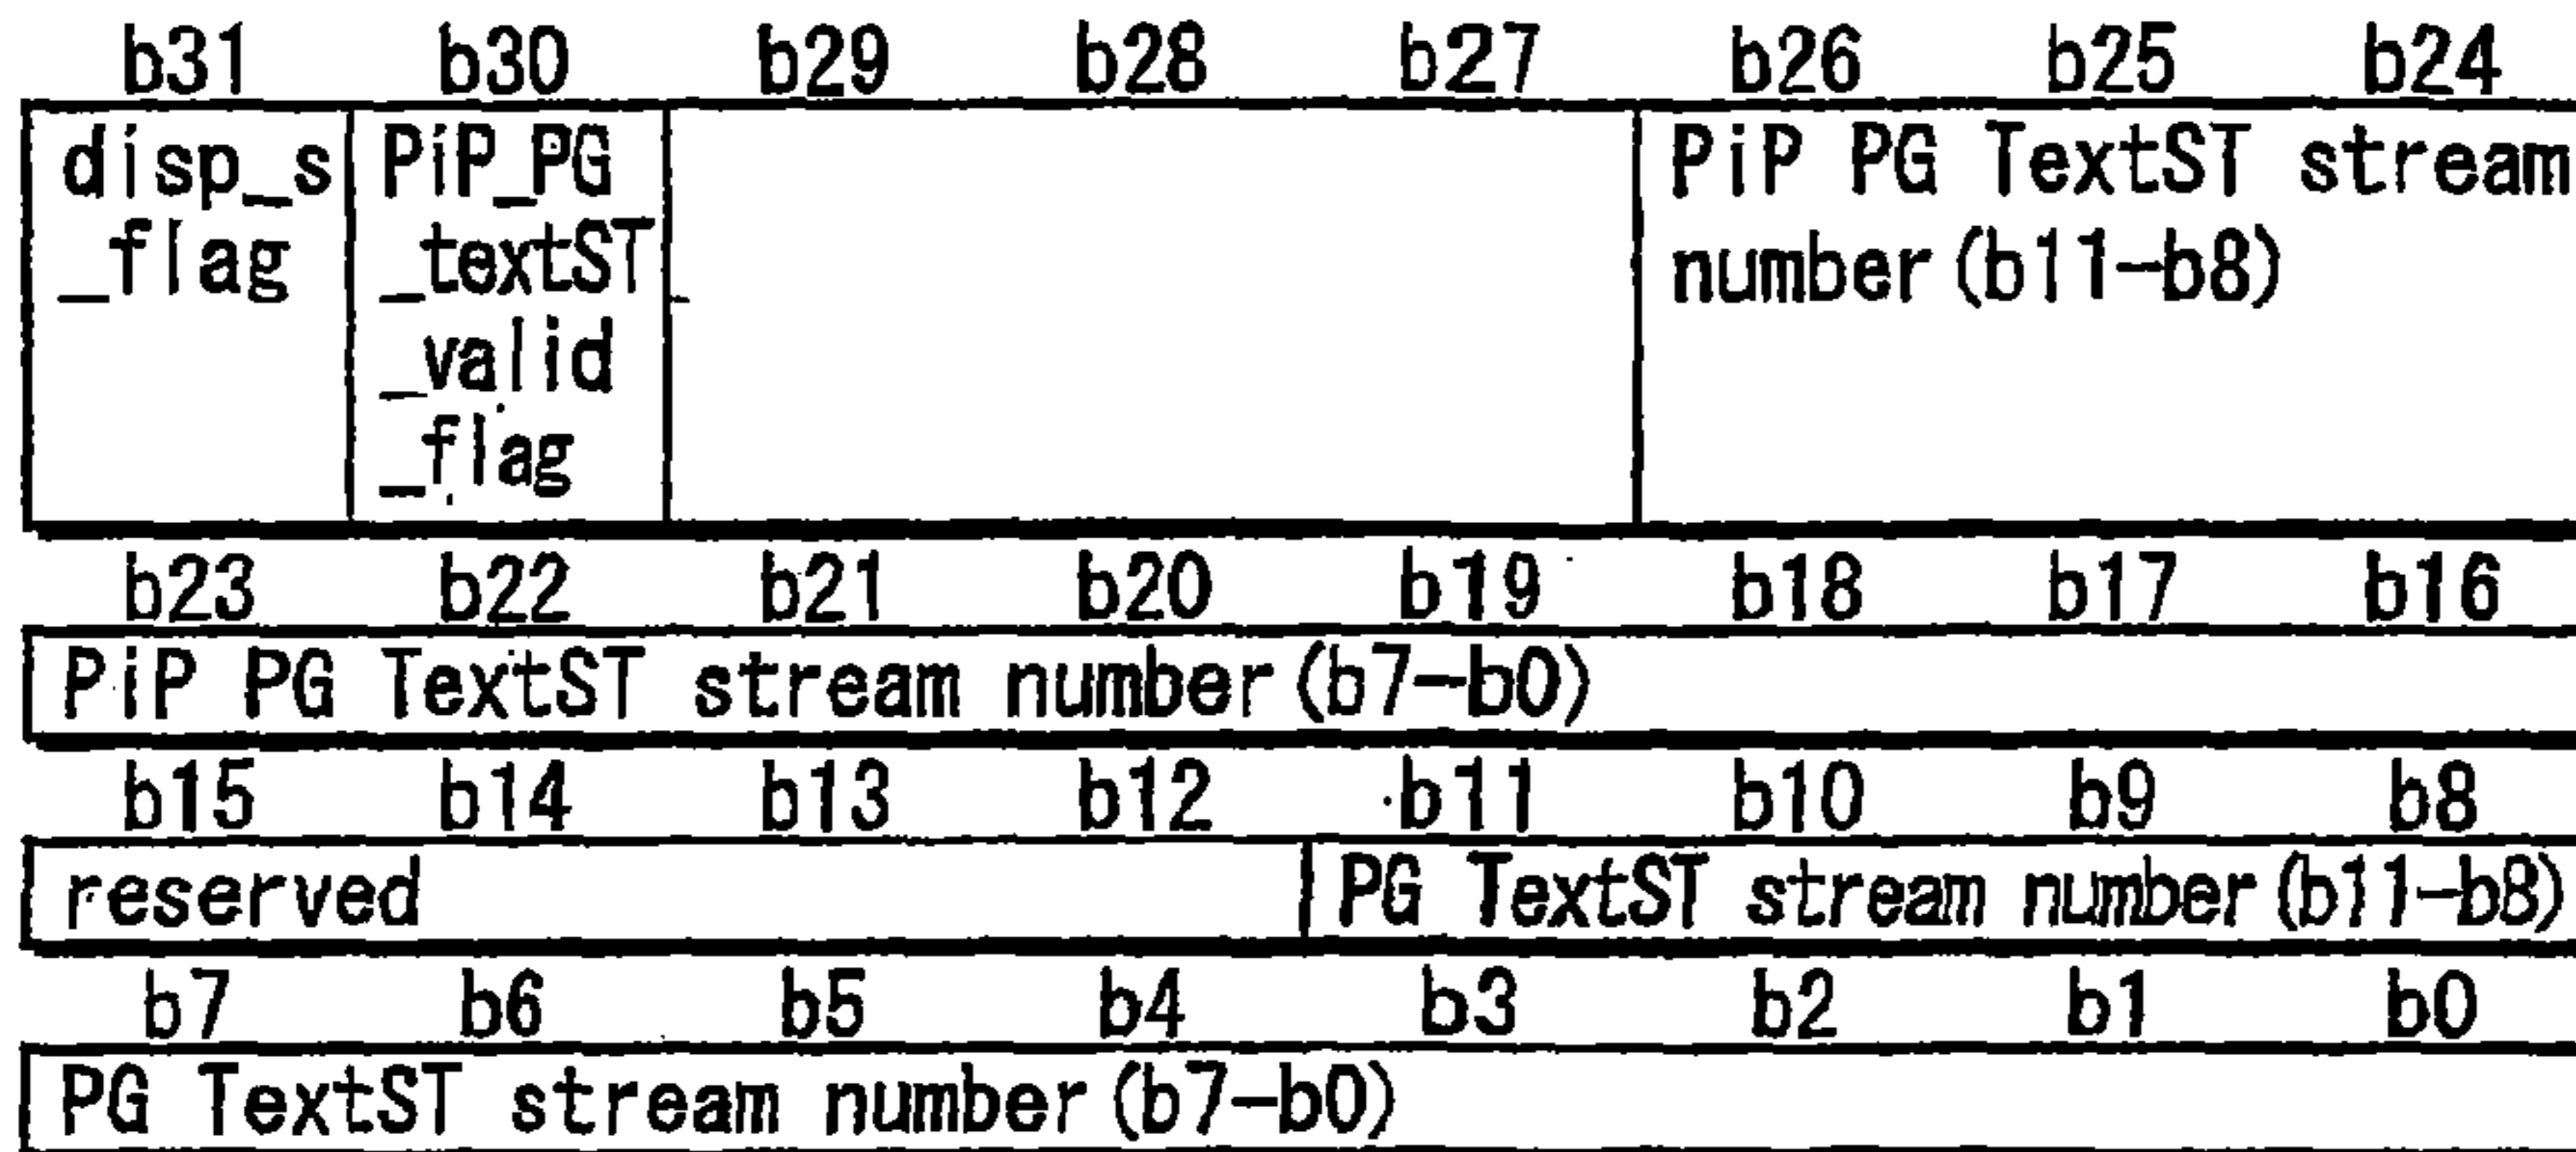 b31 b30 b29 b28 b27 b26 b25 b24
disp_s PiP_PG PiP PG TextST stream
_flag _textST number(b11-b8)
_valid
_flag
b23 b22 b21 b20 b19 b18 b17 b16
PiP PG TextST stream number(b7-b0)
b15 b14 b13 b12 b11 b10 b9 b8
reserved PG TextST stream number(b11-b8)
b7 b6 b5 b4 b3 b2 b1 b0
PG TextST stream number(b7-b0)